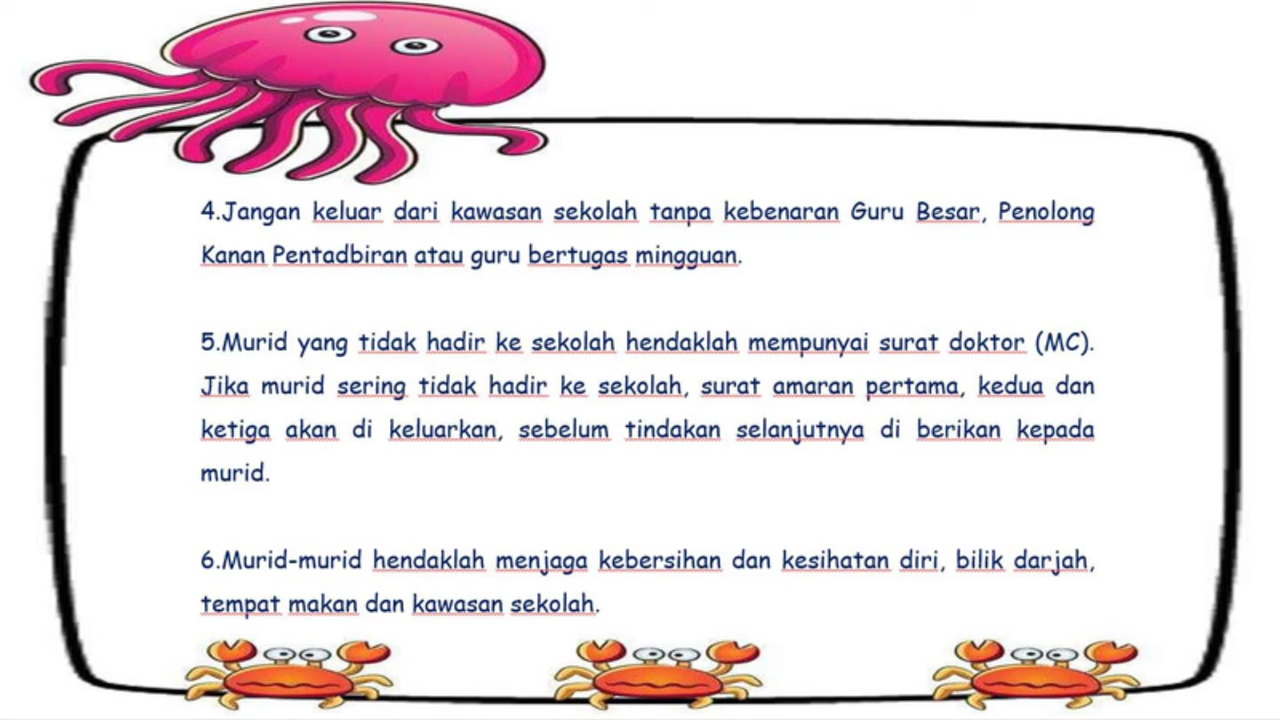 4.Jangan keluar dari kawasan sekolah tanpa kebenaran Guru Besar, Penolong
Kanan Pentadbiran atau guru bertugas mingguan.
5.Murid yang tidak hadir ke sekolah hendaklah mempunyai surat doktor (MC).
Jika murid sering tidak hadir ke sekolah, surat amaran pertama, kedua dan
ketiga akan di keluarkan, sebelum tindakan selanjutnya di berikan kepada
murid.
6.Murid-murid hendaklah menjaga kebersihan dan kesihatan diri, bilik darjah,
tempat makan dan kawasan sekolah.